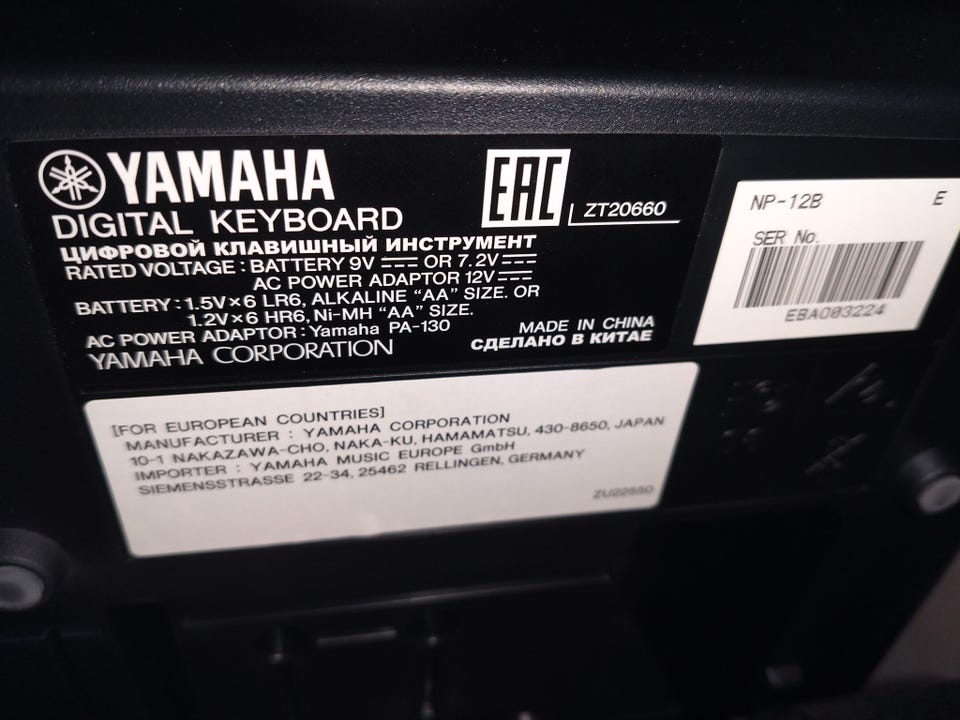 YAMAHA
DIGITAL KEYBOARD
ЦИФРОВОЙ КЛАВИШНЫЙ ИНСТРУМЕНТ
RATED VOLTAGE : BATTERY 9V ⎓ OR 7.2V ⎓
AC POWER ADAPTOR 12V ⎓
BATTERY : 1.5V×6 LR6, ALKALINE “AA” SIZE. OR
1.2V×6 HR6, Ni-MH “AA” SIZE.
AC POWER ADAPTOR : Yamaha PA-130
YAMAHA CORPORATION
EAC
ZT20660
MADE IN CHINA
СДЕЛАНО В КИТАЕ
NP-12B E
SER No.
EBA003224
[FOR EUROPEAN COUNTRIES]
MANUFACTURER : YAMAHA CORPORATION
10-1 NAKAZAWA-CHO, NAKA-KU, HAMAMATSU, 430-8650, JAPAN
IMPORTER : YAMAHA MUSIC EUROPE GmbH
SIEMENSSTRASSE 22-34, 25462 RELLINGEN, GERMANY
ZU22550